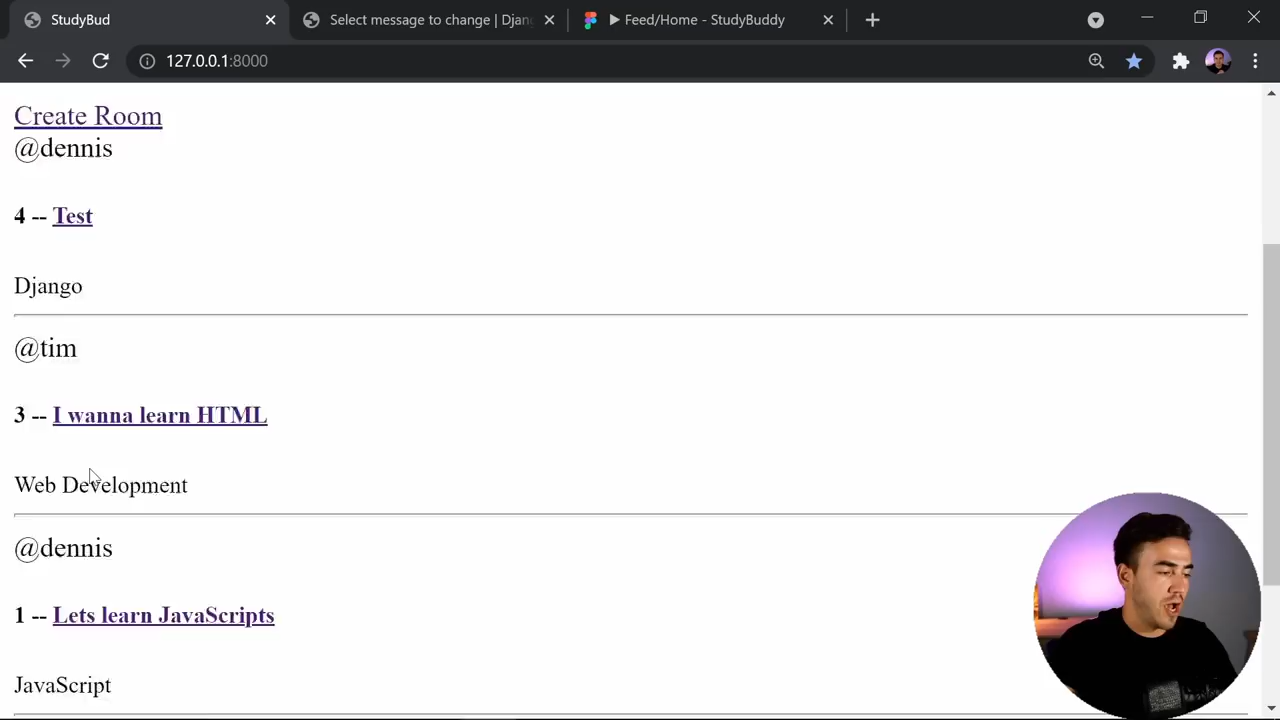 StudyBud
Select message to change | Djang
Feed/Home - StudyBuddy
127.0.0.1:8000
Create Room
@dennis
4 -- Test
Django
@tim
3 -- I wanna learn HTML
Web Development
@dennis
1 -- Lets learn JavaScripts
JavaScript